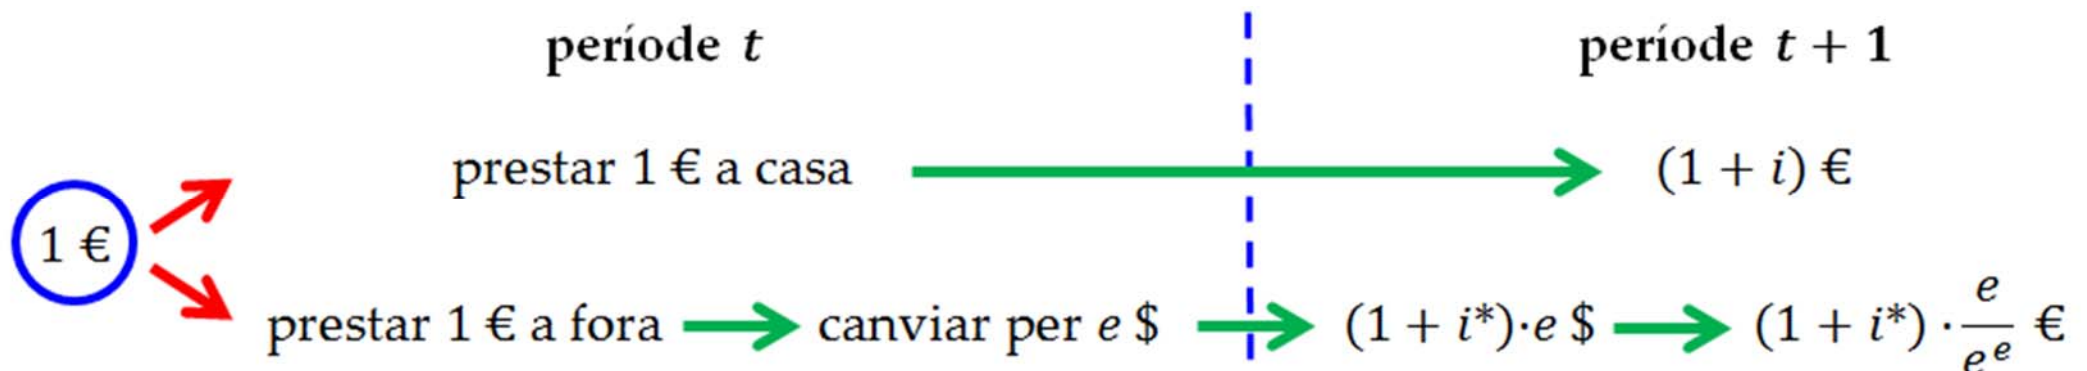 període t període t + 1
prestar 1 € a casa (1 + i) €
1 €
prestar 1 € a fora canviar per e $ (1 + i*)·e $ (1 + i*) · e/e^e €